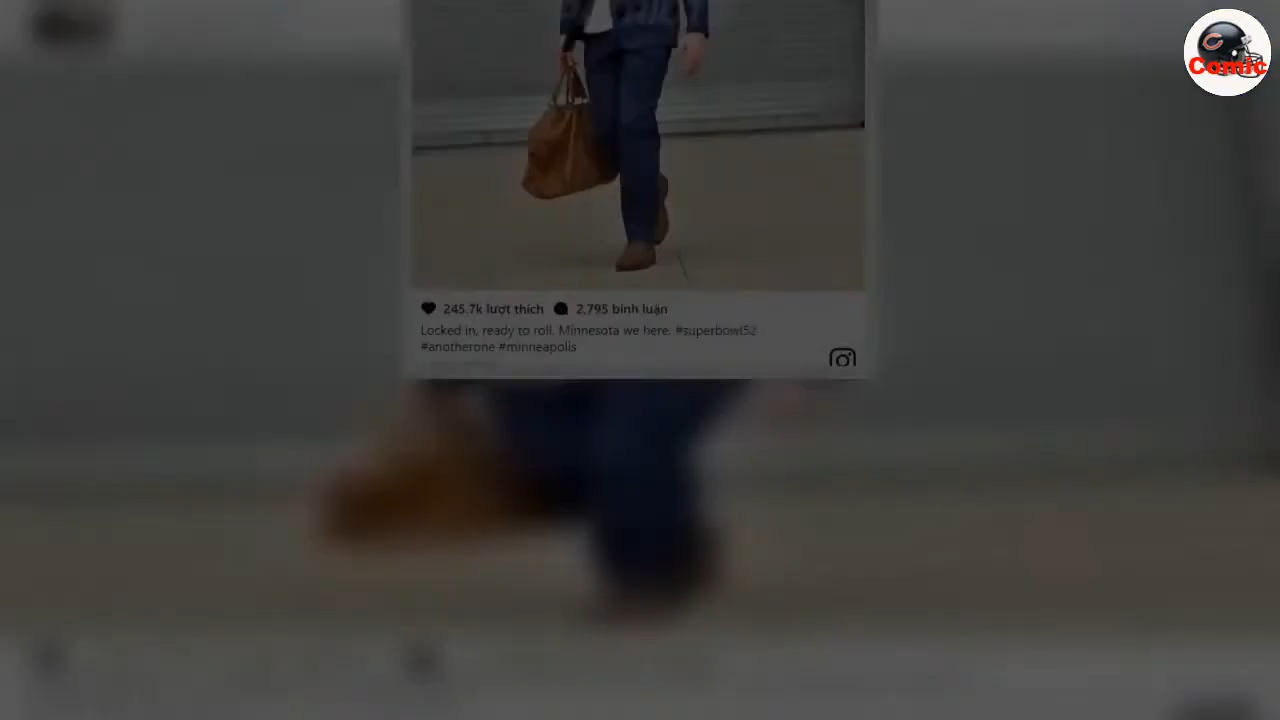 Comic
245.7k lượt thích 2,795 bình luận
Locked in, ready to roll. Minnesota we here. #superbowl52
#anotherone #minneapolis